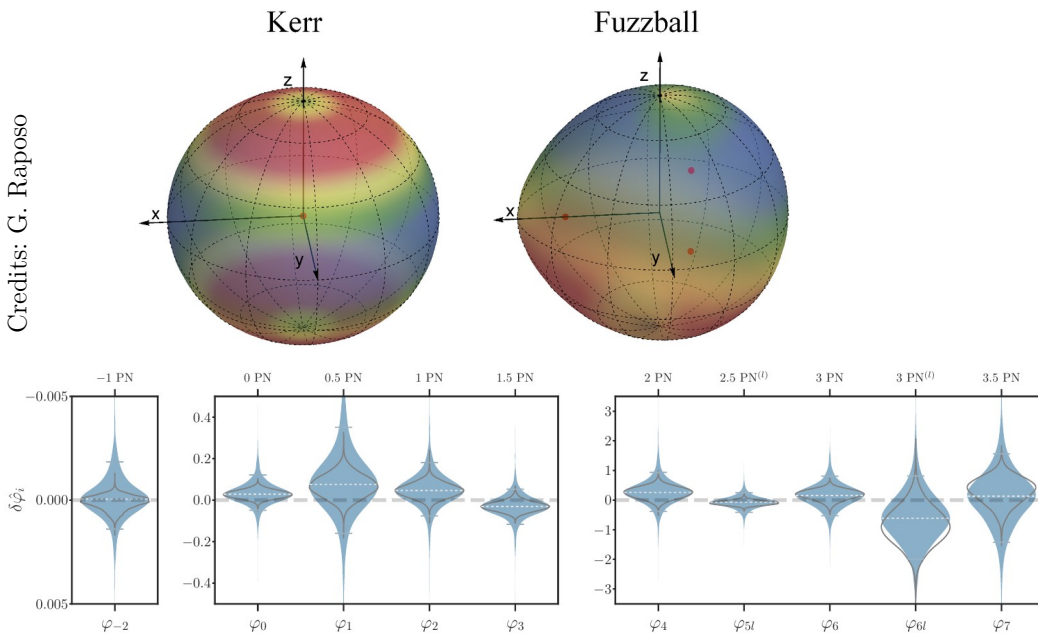 Kerr Fuzzball
Credits: G. Raposo
z z
x x
y y
−1 PN 0 PN 0.5 PN 1 PN 1.5 PN 2 PN 2.5 PN⁽ˡ⁾ 3 PN 3 PN⁽ˡ⁾ 3.5 PN
−0.005
0.000
0.005
δφ̂ᵢ
0.4
0.2
0.0
−0.2
−0.4
3
2
1
0
−1
−2
−3
φ₋₂ φ₀ φ₁ φ₂ φ₃ φ₄ φ₅ₗ φ₆ φ₆ₗ φ₇